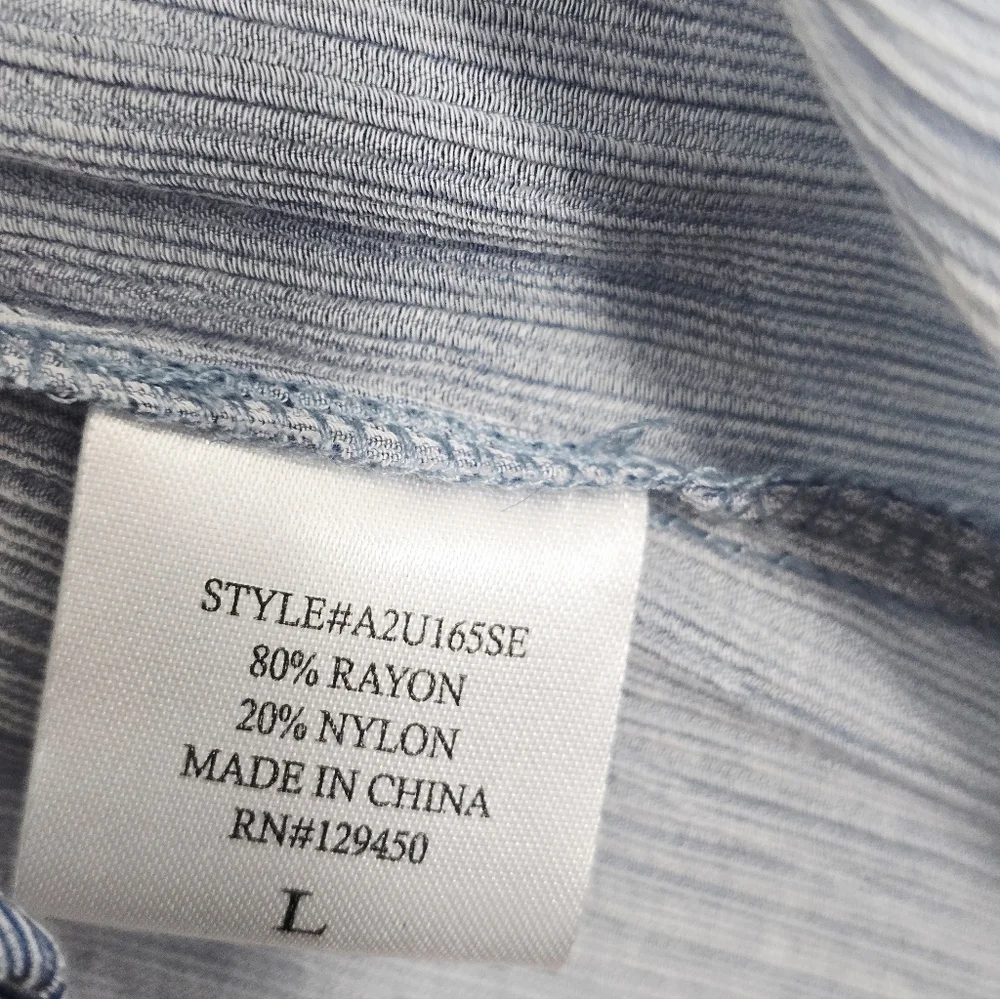 STYLE#A2U165SE
80% RAYON
20% NYLON
MADE IN CHINA
RN#129450
L